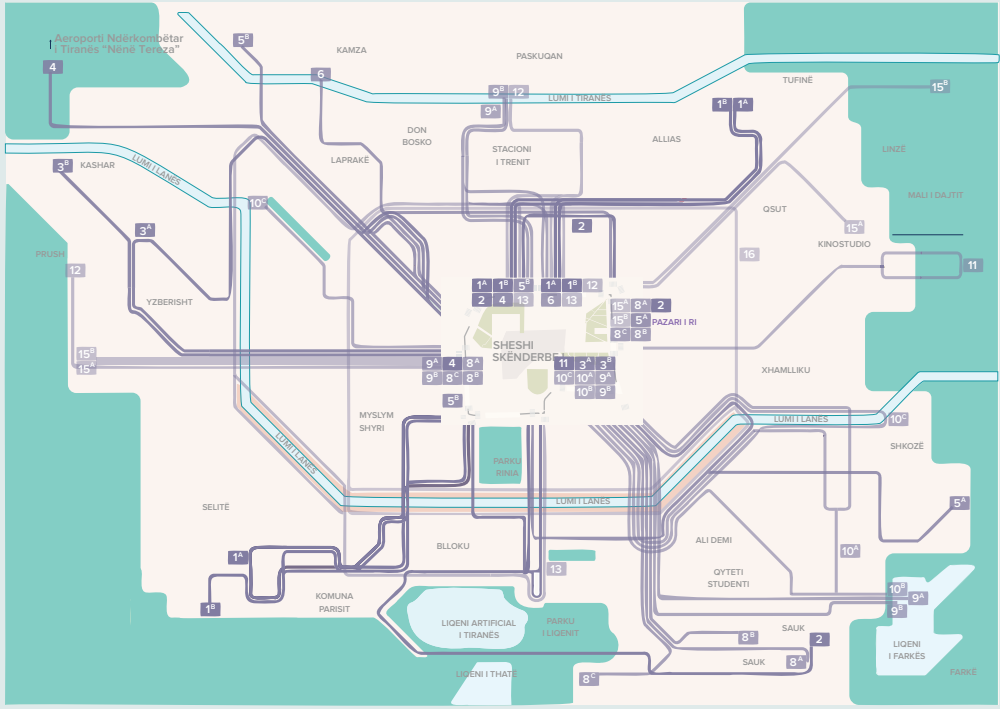 Aeroporti Ndërkombëtar
i Tiranës "Nënë Tereza"
4
5B
KAMZA
6
PASKUQAN
9B 12
LUMI I TIRANËS
9A
TUFINË
15B
1B 1A
DON
BOSKO
STACIONI
I TRENIT
ALLIAS
LINZË
KASHAR
3B
LUMI I LANËS
LAPRAKË
MALI I DAJTIT
10C
QSUT
15A
3A
2
KINOSTUDIO
PRUSH
12
16
11
YZBERISHT
1A 1B 5B
1A 1B 12
2 4 13
6 13
15A 8A 2
15B 5A
PAZARI I RI
8C 8B
SHESHI
SKËNDERBEJ
15B
15A
9A 4 8A
9B 8C 8B
11 3A 3B
10C 10A 9A
10B 9B
XHAMLLIKU
5B
MYSLYM
SHYRI
LUMI I LANËS
10C
SHKOZË
LUMI I LANËS
PARKU
RINIA
SELITË
LUMI I LANËS
5A
1A
BLLOKU
ALI DEMI
10A
13
QYTETI
STUDENTI
1B
KOMUNA
PARISIT
10B
9A
9B
LIQENI ARTIFICIAL
I TIRANËS
PARKU
I LIQENIT
SAUK
8B
2
LIQENI
I FARKËS
SAUK
8A
LIQENI I THATË
8C
FARKË